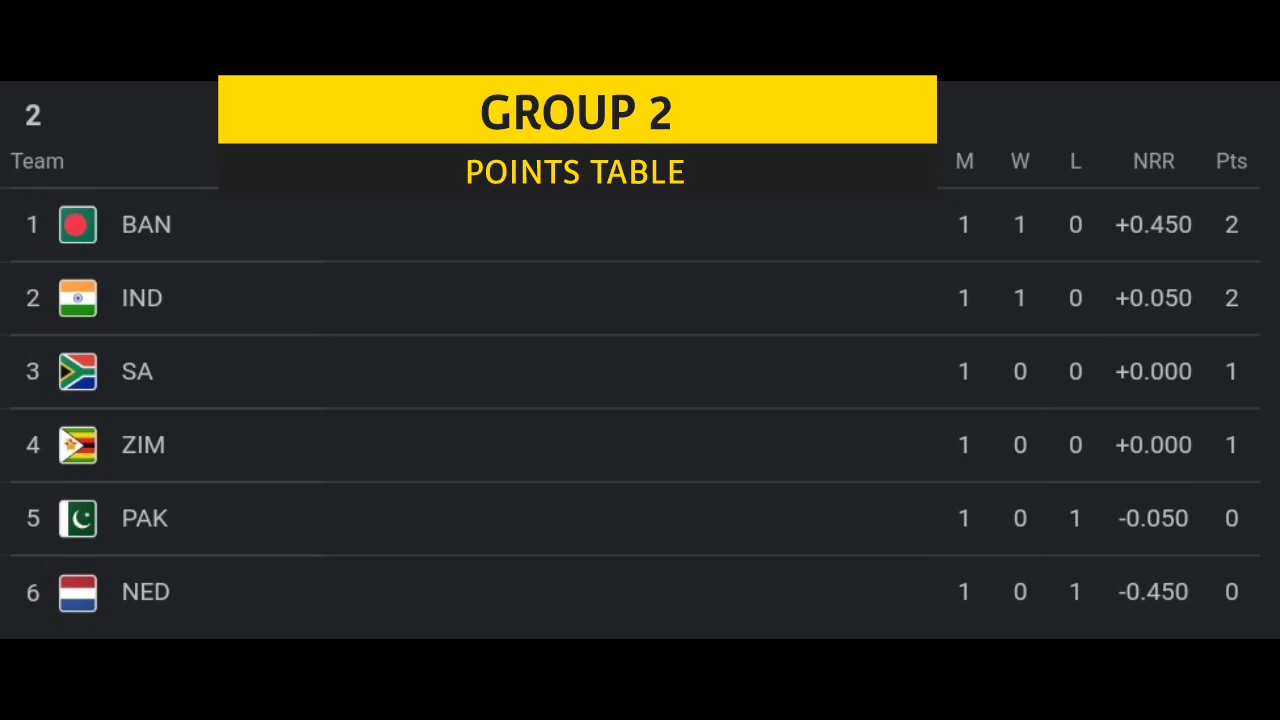 GROUP 2
2
POINTS TABLE
Team M W L NRR Pts
1 BAN 1 1 0 +0.450 2
2 IND 1 1 0 +0.050 2
3 SA 1 0 0 +0.000 1
4 ZIM 1 0 0 +0.000 1
5 PAK 1 0 1 -0.050 0
6 NED 1 0 1 -0.450 0